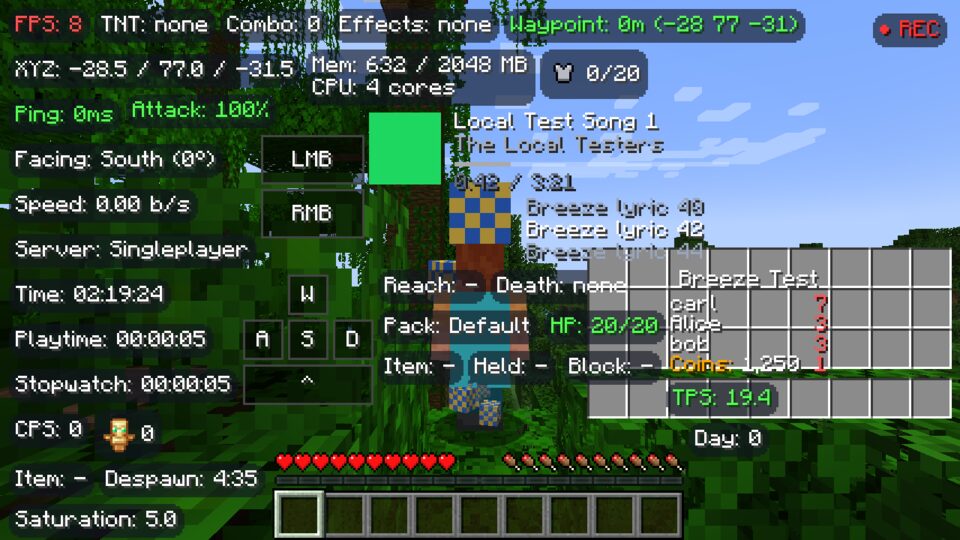 FPS: 8 TNT: none Combo: 0 Effects: none Waypoint: 0m (-28 77 -31) • REC
XYZ: -28.5 / 77.0 / -31.5
Mem: 632 / 2048 MB
CPU: 4 cores
0/20
Ping: 0ms Attack: 100%
Local Test Song 1
The Local Testers
0:42 / 3:21
Facing: South (0°)
LMB
Speed: 0.00 b/s
RMB
Breeze lyric 40
Breeze lyric 42
Breeze lyric 44
Server: Singleplayer
Breeze Test
carl 7
Alice 3
bob 3
Coins: 1,250 1
Reach: - Death: none
Time: 02:19:24
W
Pack: Default HP: 20/20
Playtime: 00:00:05
A S D
Item: - Held: - Block: -
Stopwatch: 00:00:05
^
TPS: 19.4
CPS: 0
0
Day: 0
Item: - Despawn: 4:35
Saturation: 5.0